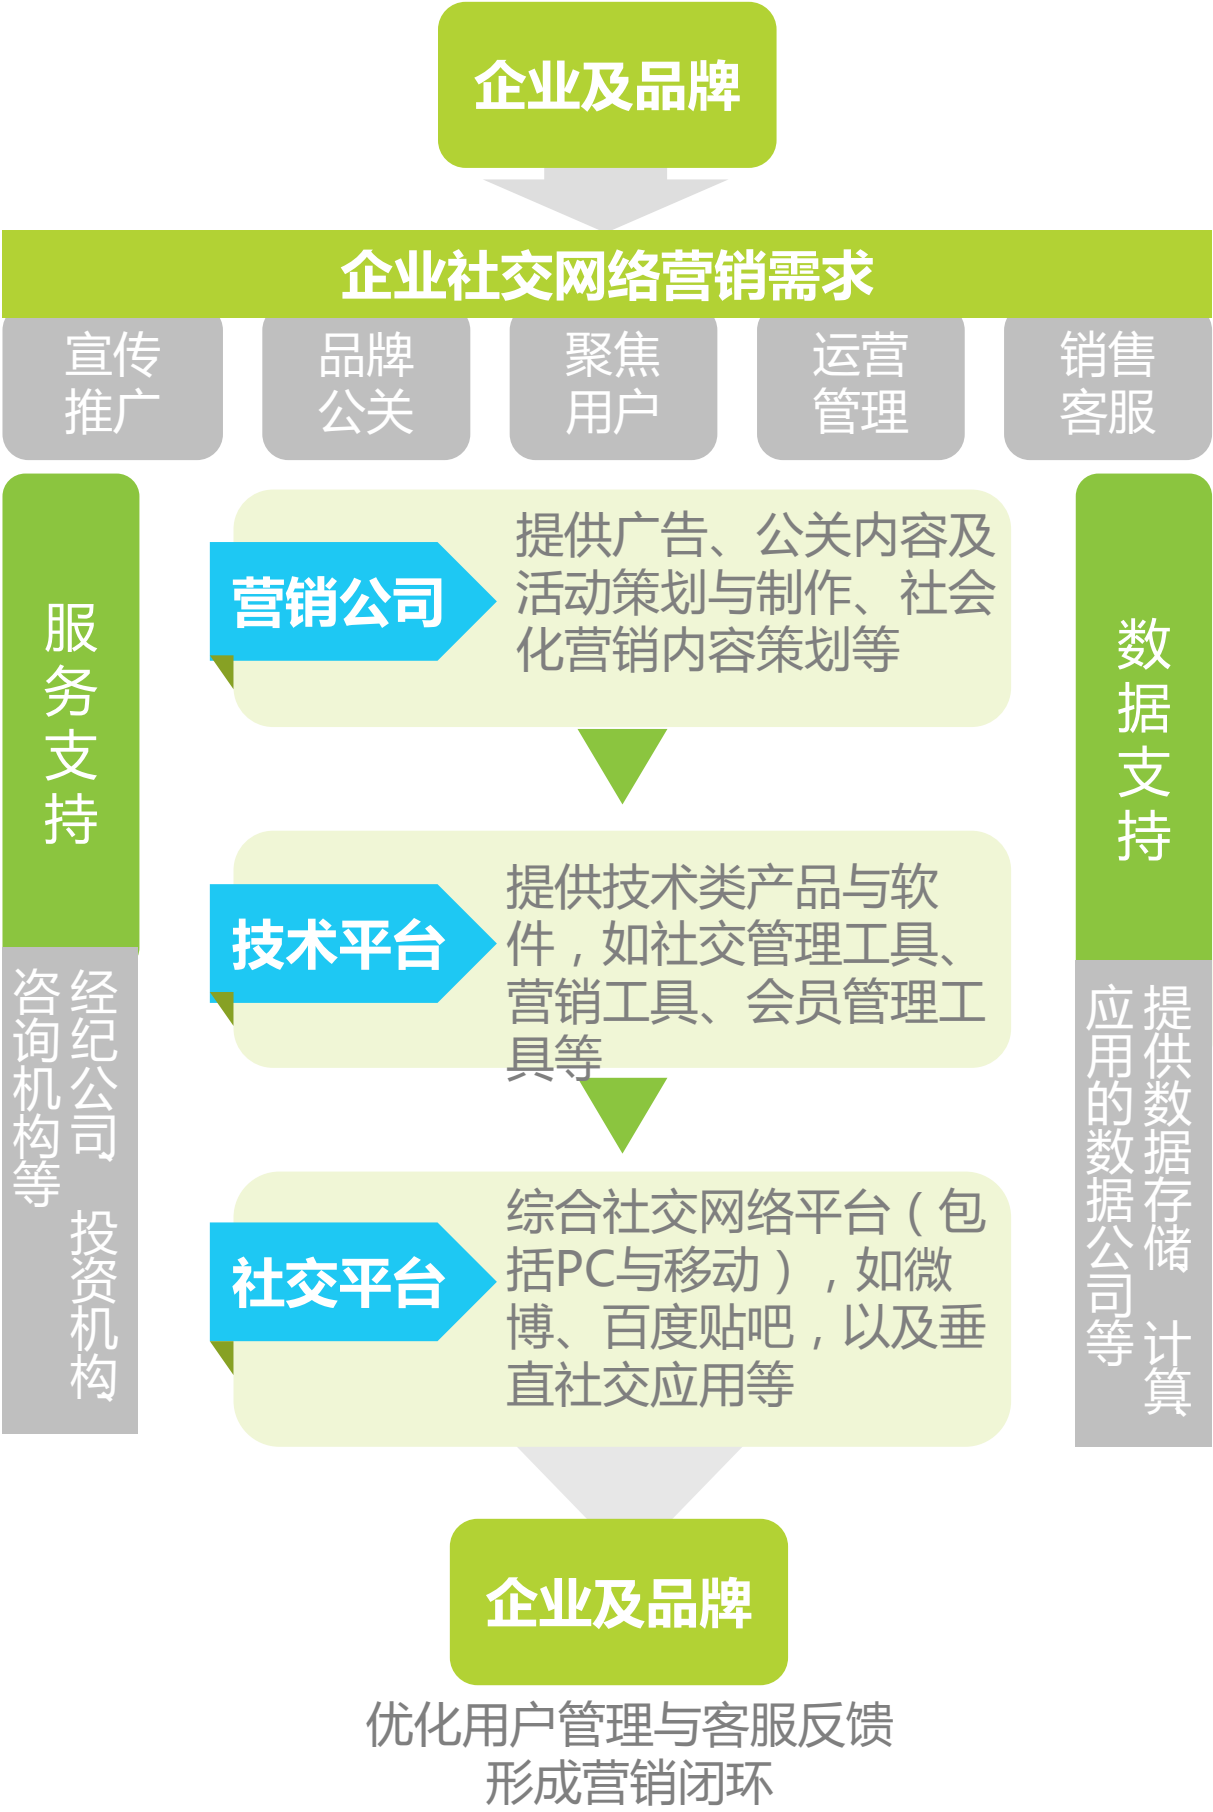 企业及品牌
企业社交网络营销需求
宣传
推广
品牌
公关
聚焦
用户
运营
管理
销售
客服
服务支持
经纪公司、投资机构、
咨询机构等
营销公司
提供广告、公关内容及
活动策划与制作、社会
化营销内容策划等
技术平台
提供技术类产品与软
件，如社交管理工具、
营销工具、会员管理工
具等
社交平台
综合社交网络平台（包
括PC与移动），如微
博、百度贴吧，以及垂
直社交应用等
数据支持
提供数据存储、计算、
应用的数据公司等
企业及品牌
优化用户管理与客服反馈
形成营销闭环